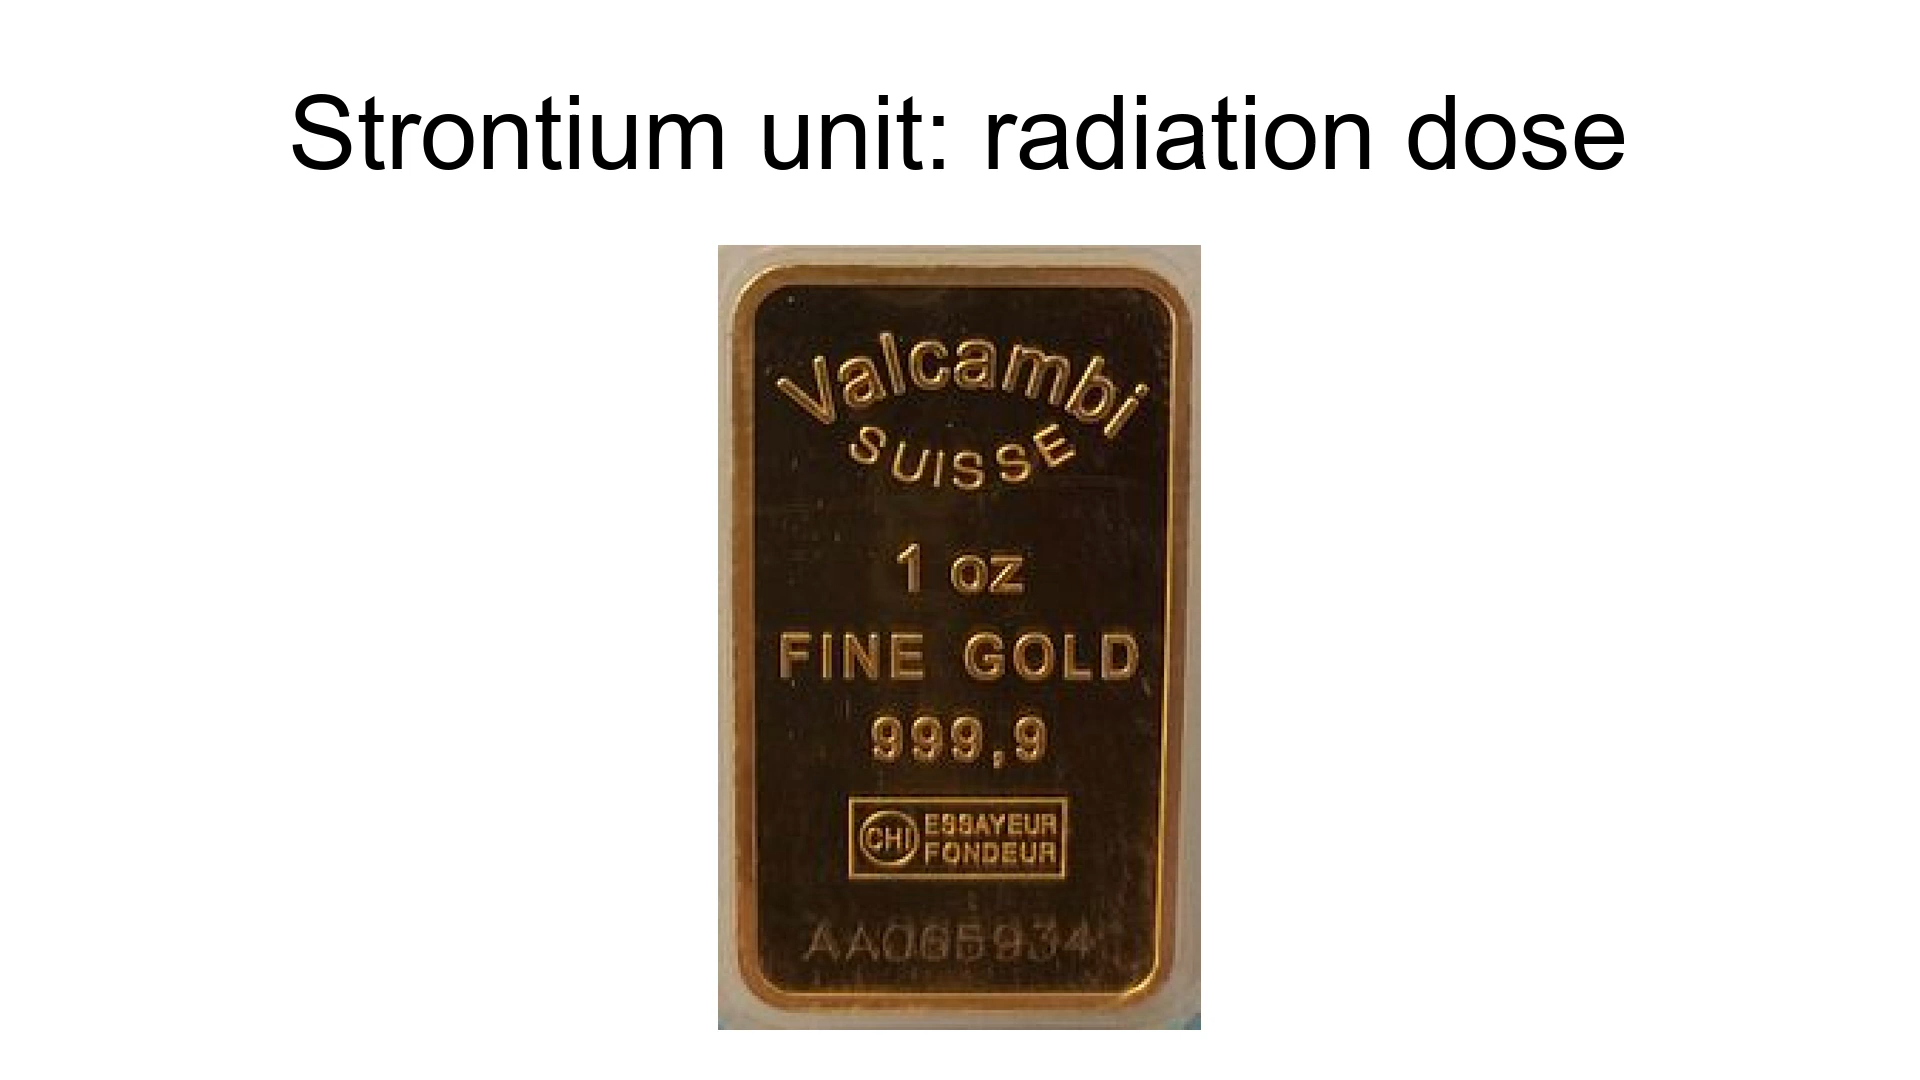 Strontium unit: radiation dose
Valcambi
SUISSE
1 oz
FINE GOLD
999,9
CHI ESSAYEUR
FONDEUR